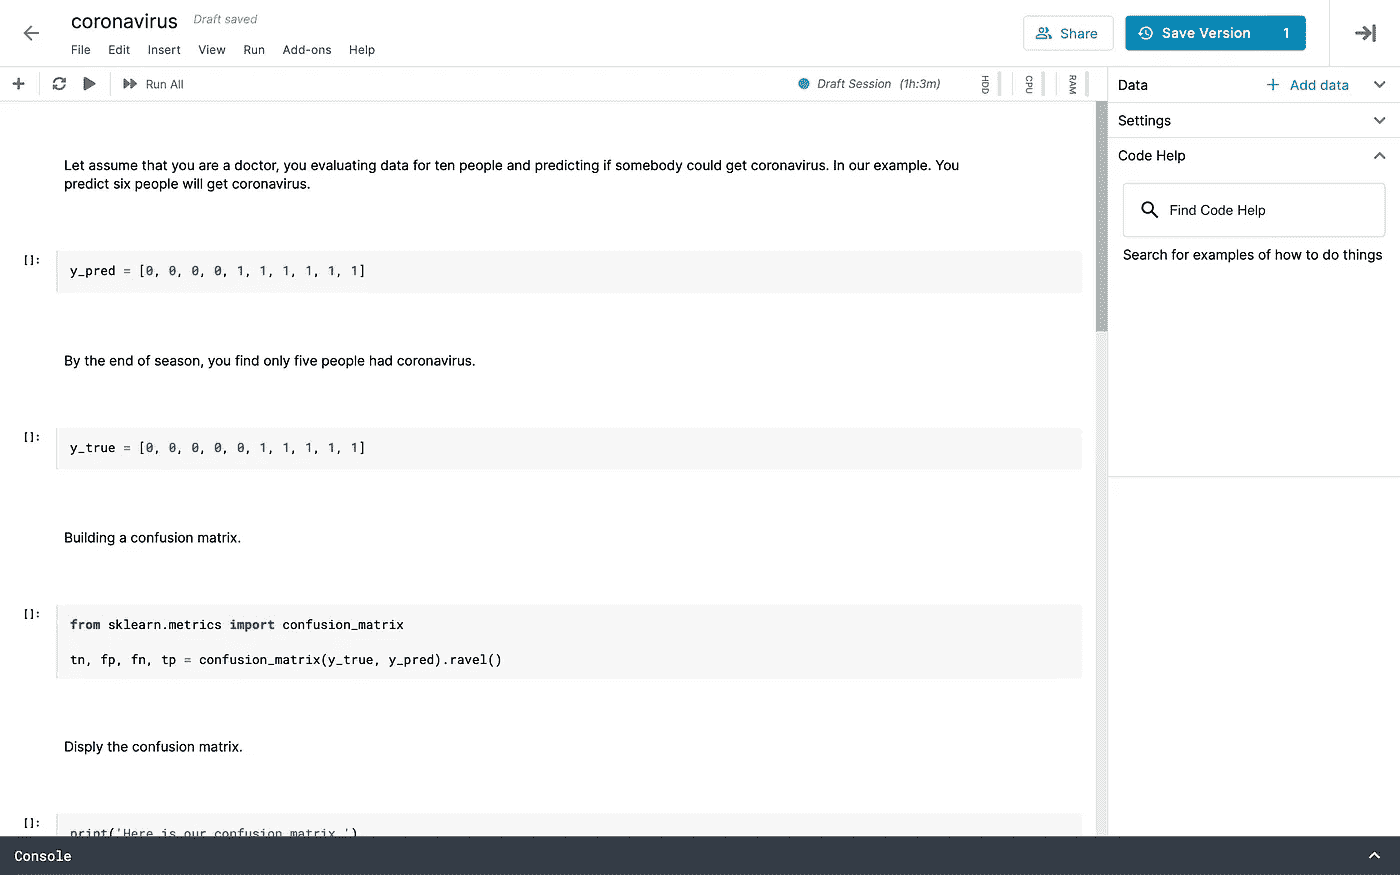 coronavirus Draft saved
File Edit Insert View Run Add-ons Help
Share
Save Version 1
Run All
Draft Session (1h:3m)
HDD
CPU
RAM
Let assume that you are a doctor, you evaluating data for ten people and predicting if somebody could get coronavirus. In our example. You
predict six people will get coronavirus.
[]:
y_pred = [0, 0, 0, 0, 1, 1, 1, 1, 1, 1]
By the end of season, you find only five people had coronavirus.
[]:
y_true = [0, 0, 0, 0, 0, 1, 1, 1, 1, 1]
Building a confusion matrix.
[]:
from sklearn.metrics import confusion_matrix
tn, fp, fn, tp = confusion_matrix(y_true, y_pred).ravel()
Disply the confusion matrix.
[]:
print('Here is our confusion matrix.')
Data
+ Add data
Settings
Code Help
Find Code Help
Search for examples of how to do things
Console